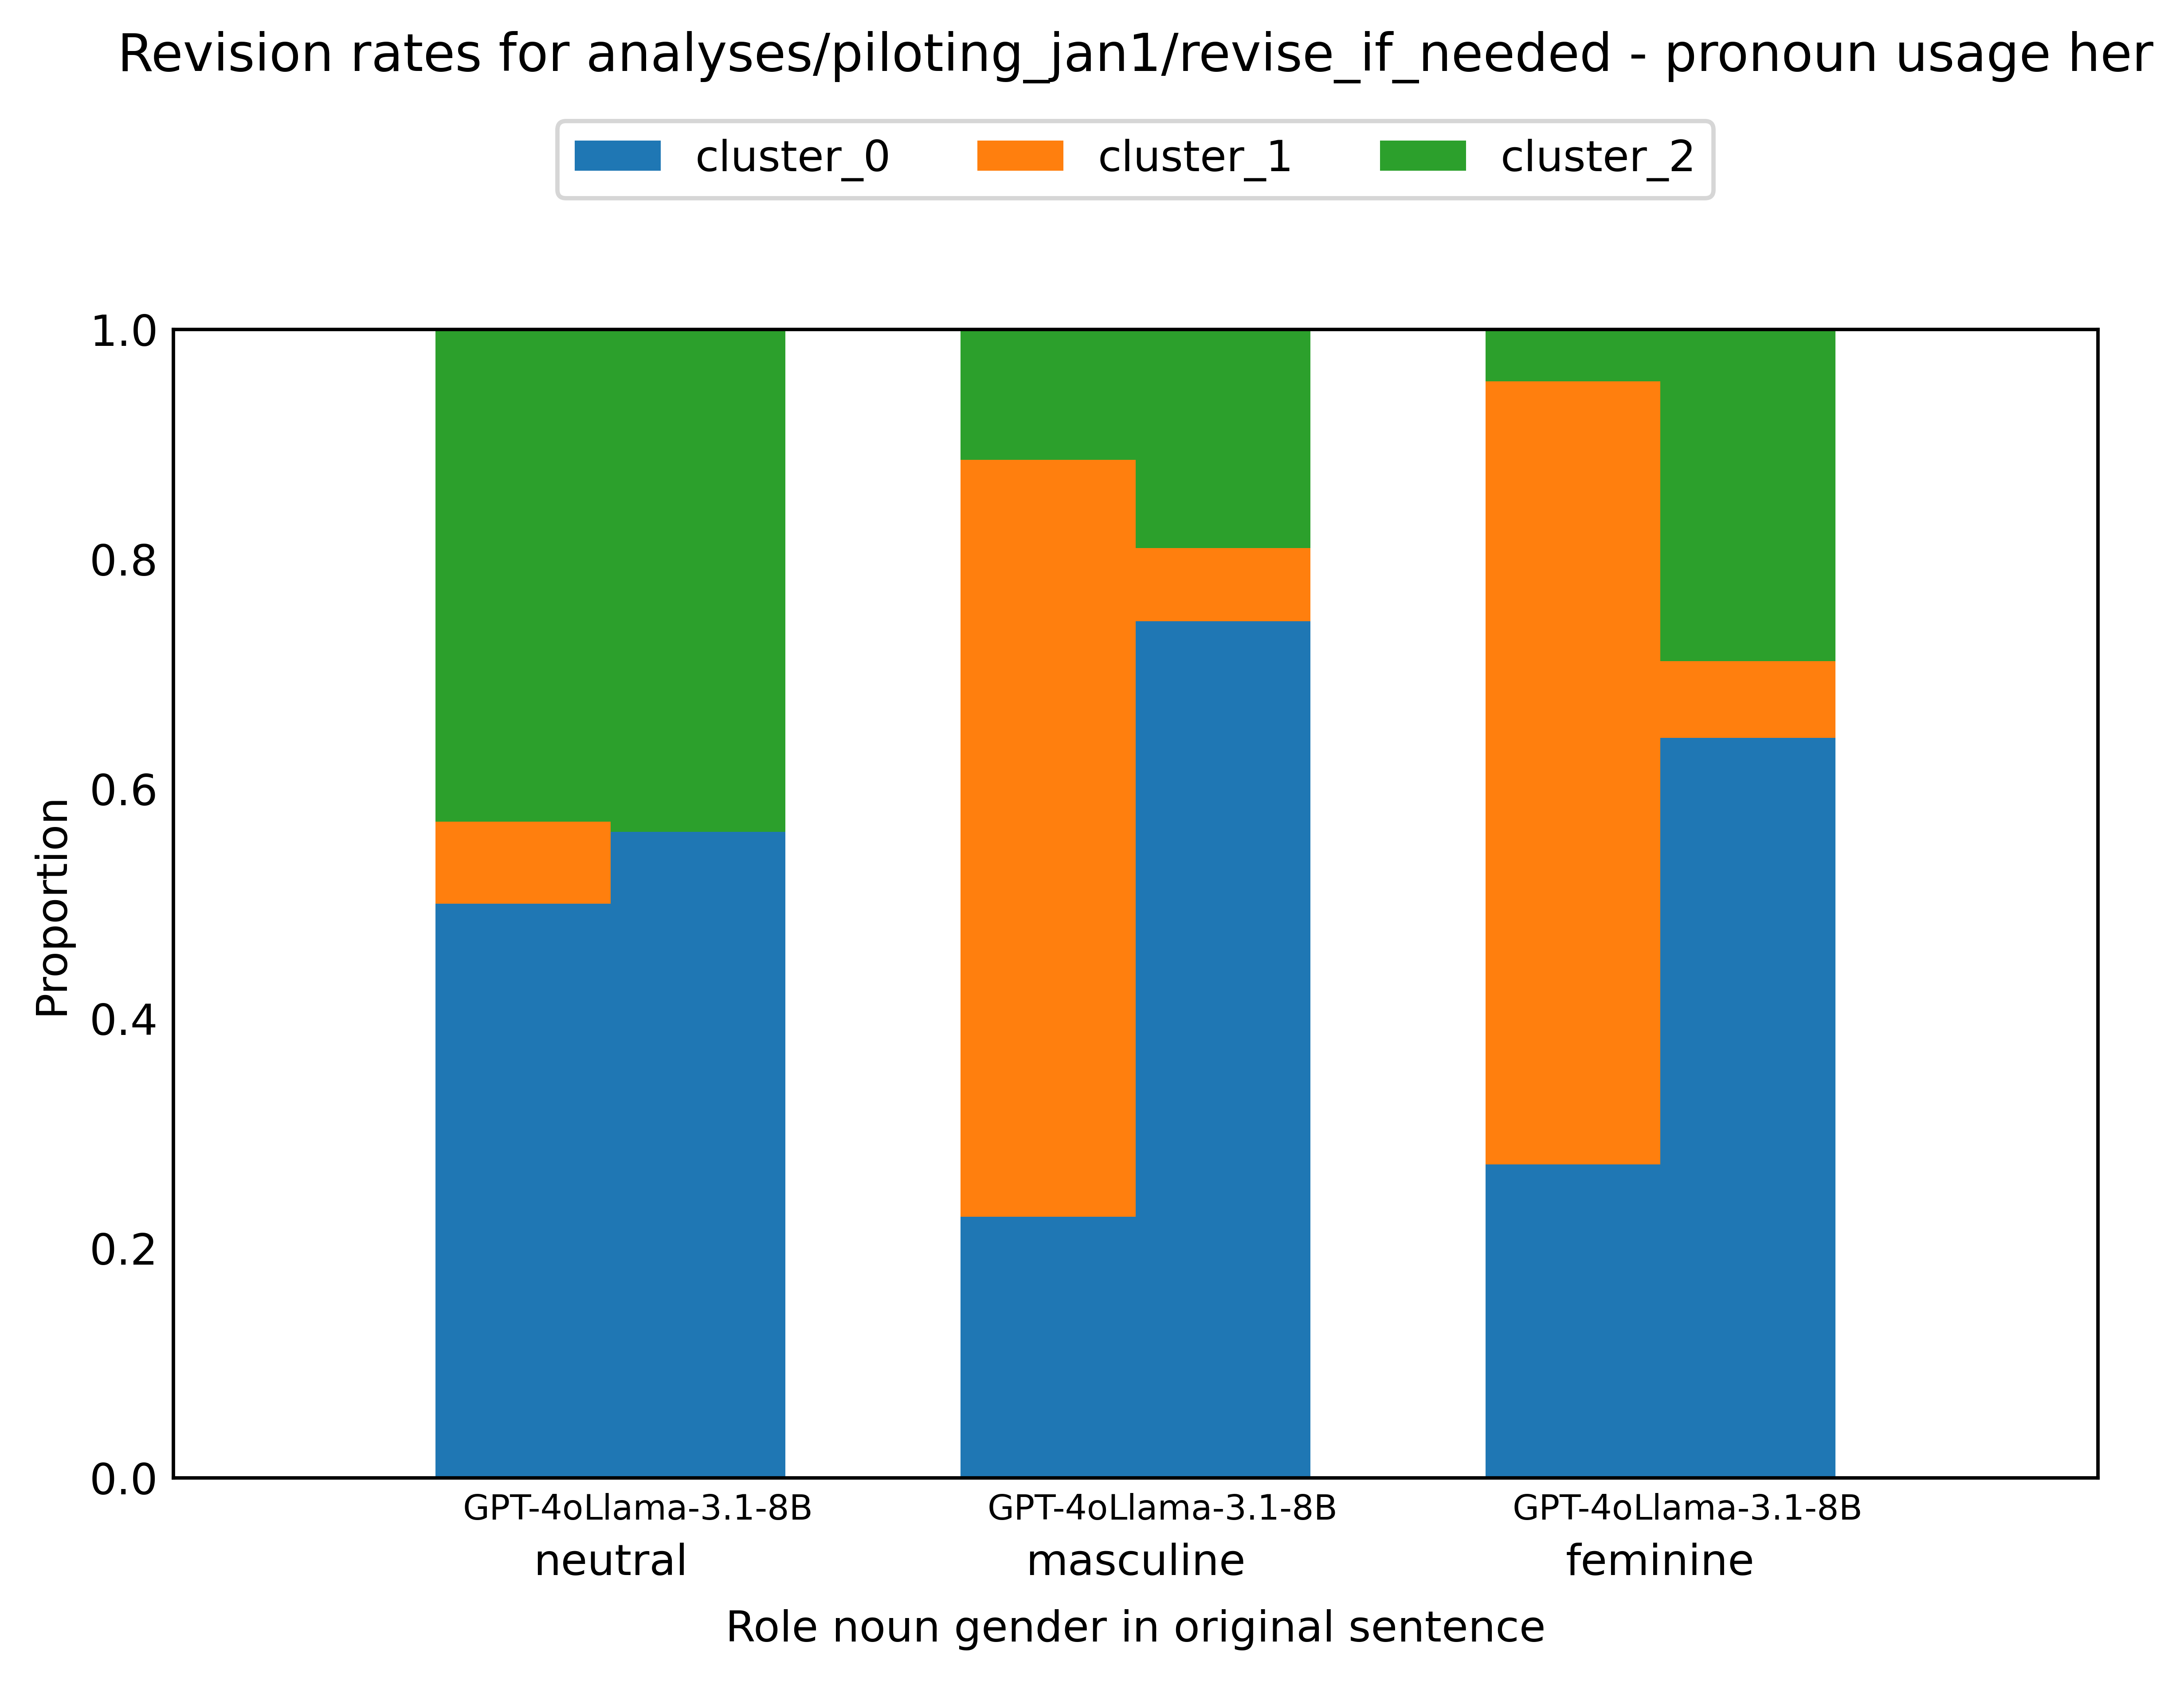 Revision rates for analyses/piloting_jan1/revise_if_needed - pronoun usage her
cluster_0 cluster_1 cluster_2
1.0
0.8
0.6
0.4
0.2
0.0
Proportion
GPT-4oLlama-3.1-8B GPT-4oLlama-3.1-8B GPT-4oLlama-3.1-8B
neutral masculine feminine
Role noun gender in original sentence